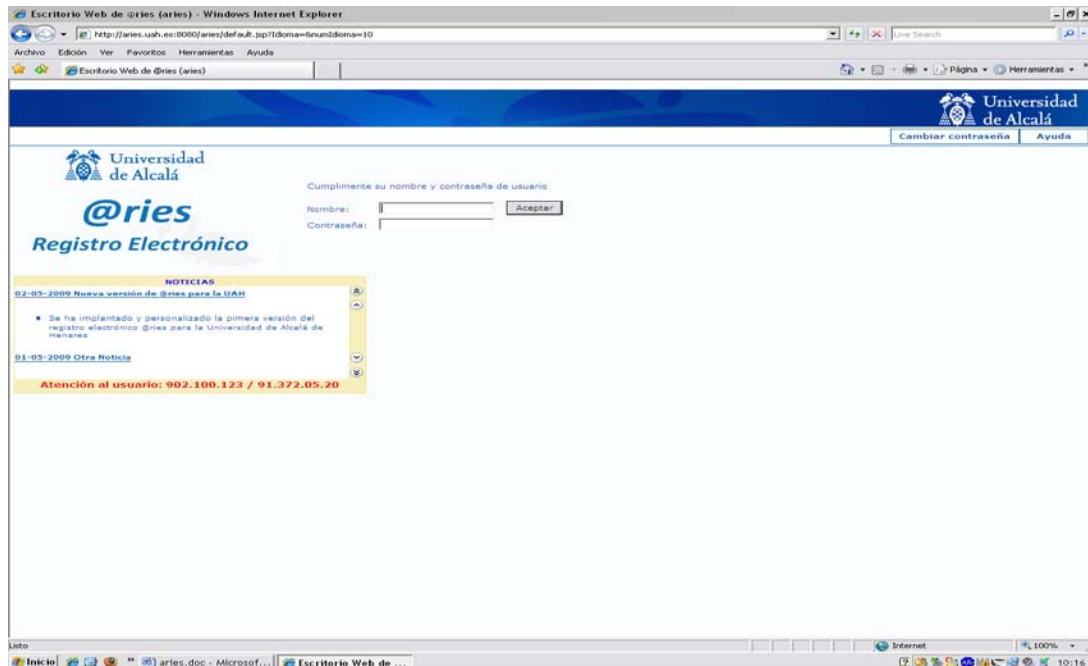 Escritorio Web de @ries (aries) - Windows Internet Explorer
http://aries.uah.es:8080/aries/default.jsp?Idioma=6numIdioma=10
Live Search
Archivo Edición Ver Favoritos Herramientas Ayuda
Escritorio Web de @ries (aries)
Página Herramientas
Universidad de Alcalá
Cambiar contraseña Ayuda
Universidad
de Alcalá
@ries
Registro Electrónico
Cumplimente su nombre y contraseña de usuario
Nombre: Aceptar
Contraseña:
NOTICIAS
02-05-2009 Nueva versión de @ries para la UAH
Se ha implantado y personalizado la pimera versión del
registro electrónico @ries para la Universidad de Alcalá de
Henares
01-05-2009 Otra Noticia
Atención al usuario: 902.100.123 / 91.372.05.20
Listo Internet 100%
Inicio aries.doc - Microsof... Escritorio Web de ... 10:16